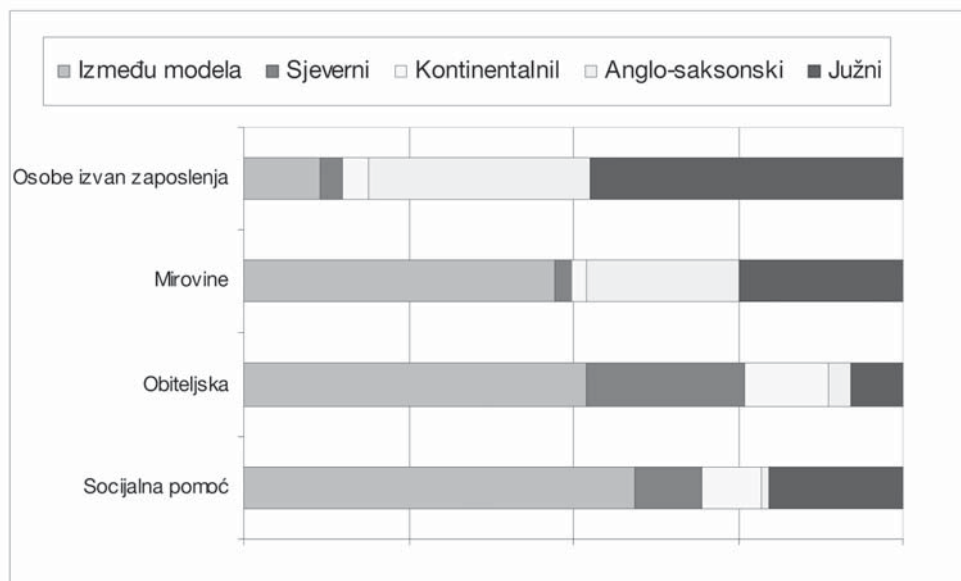 Između modela Sjeverni Kontinentalnil Anglo-saksonski Južni
Osobe izvan zaposlenja
Mirovine
Obiteljska
Socijalna pomoć